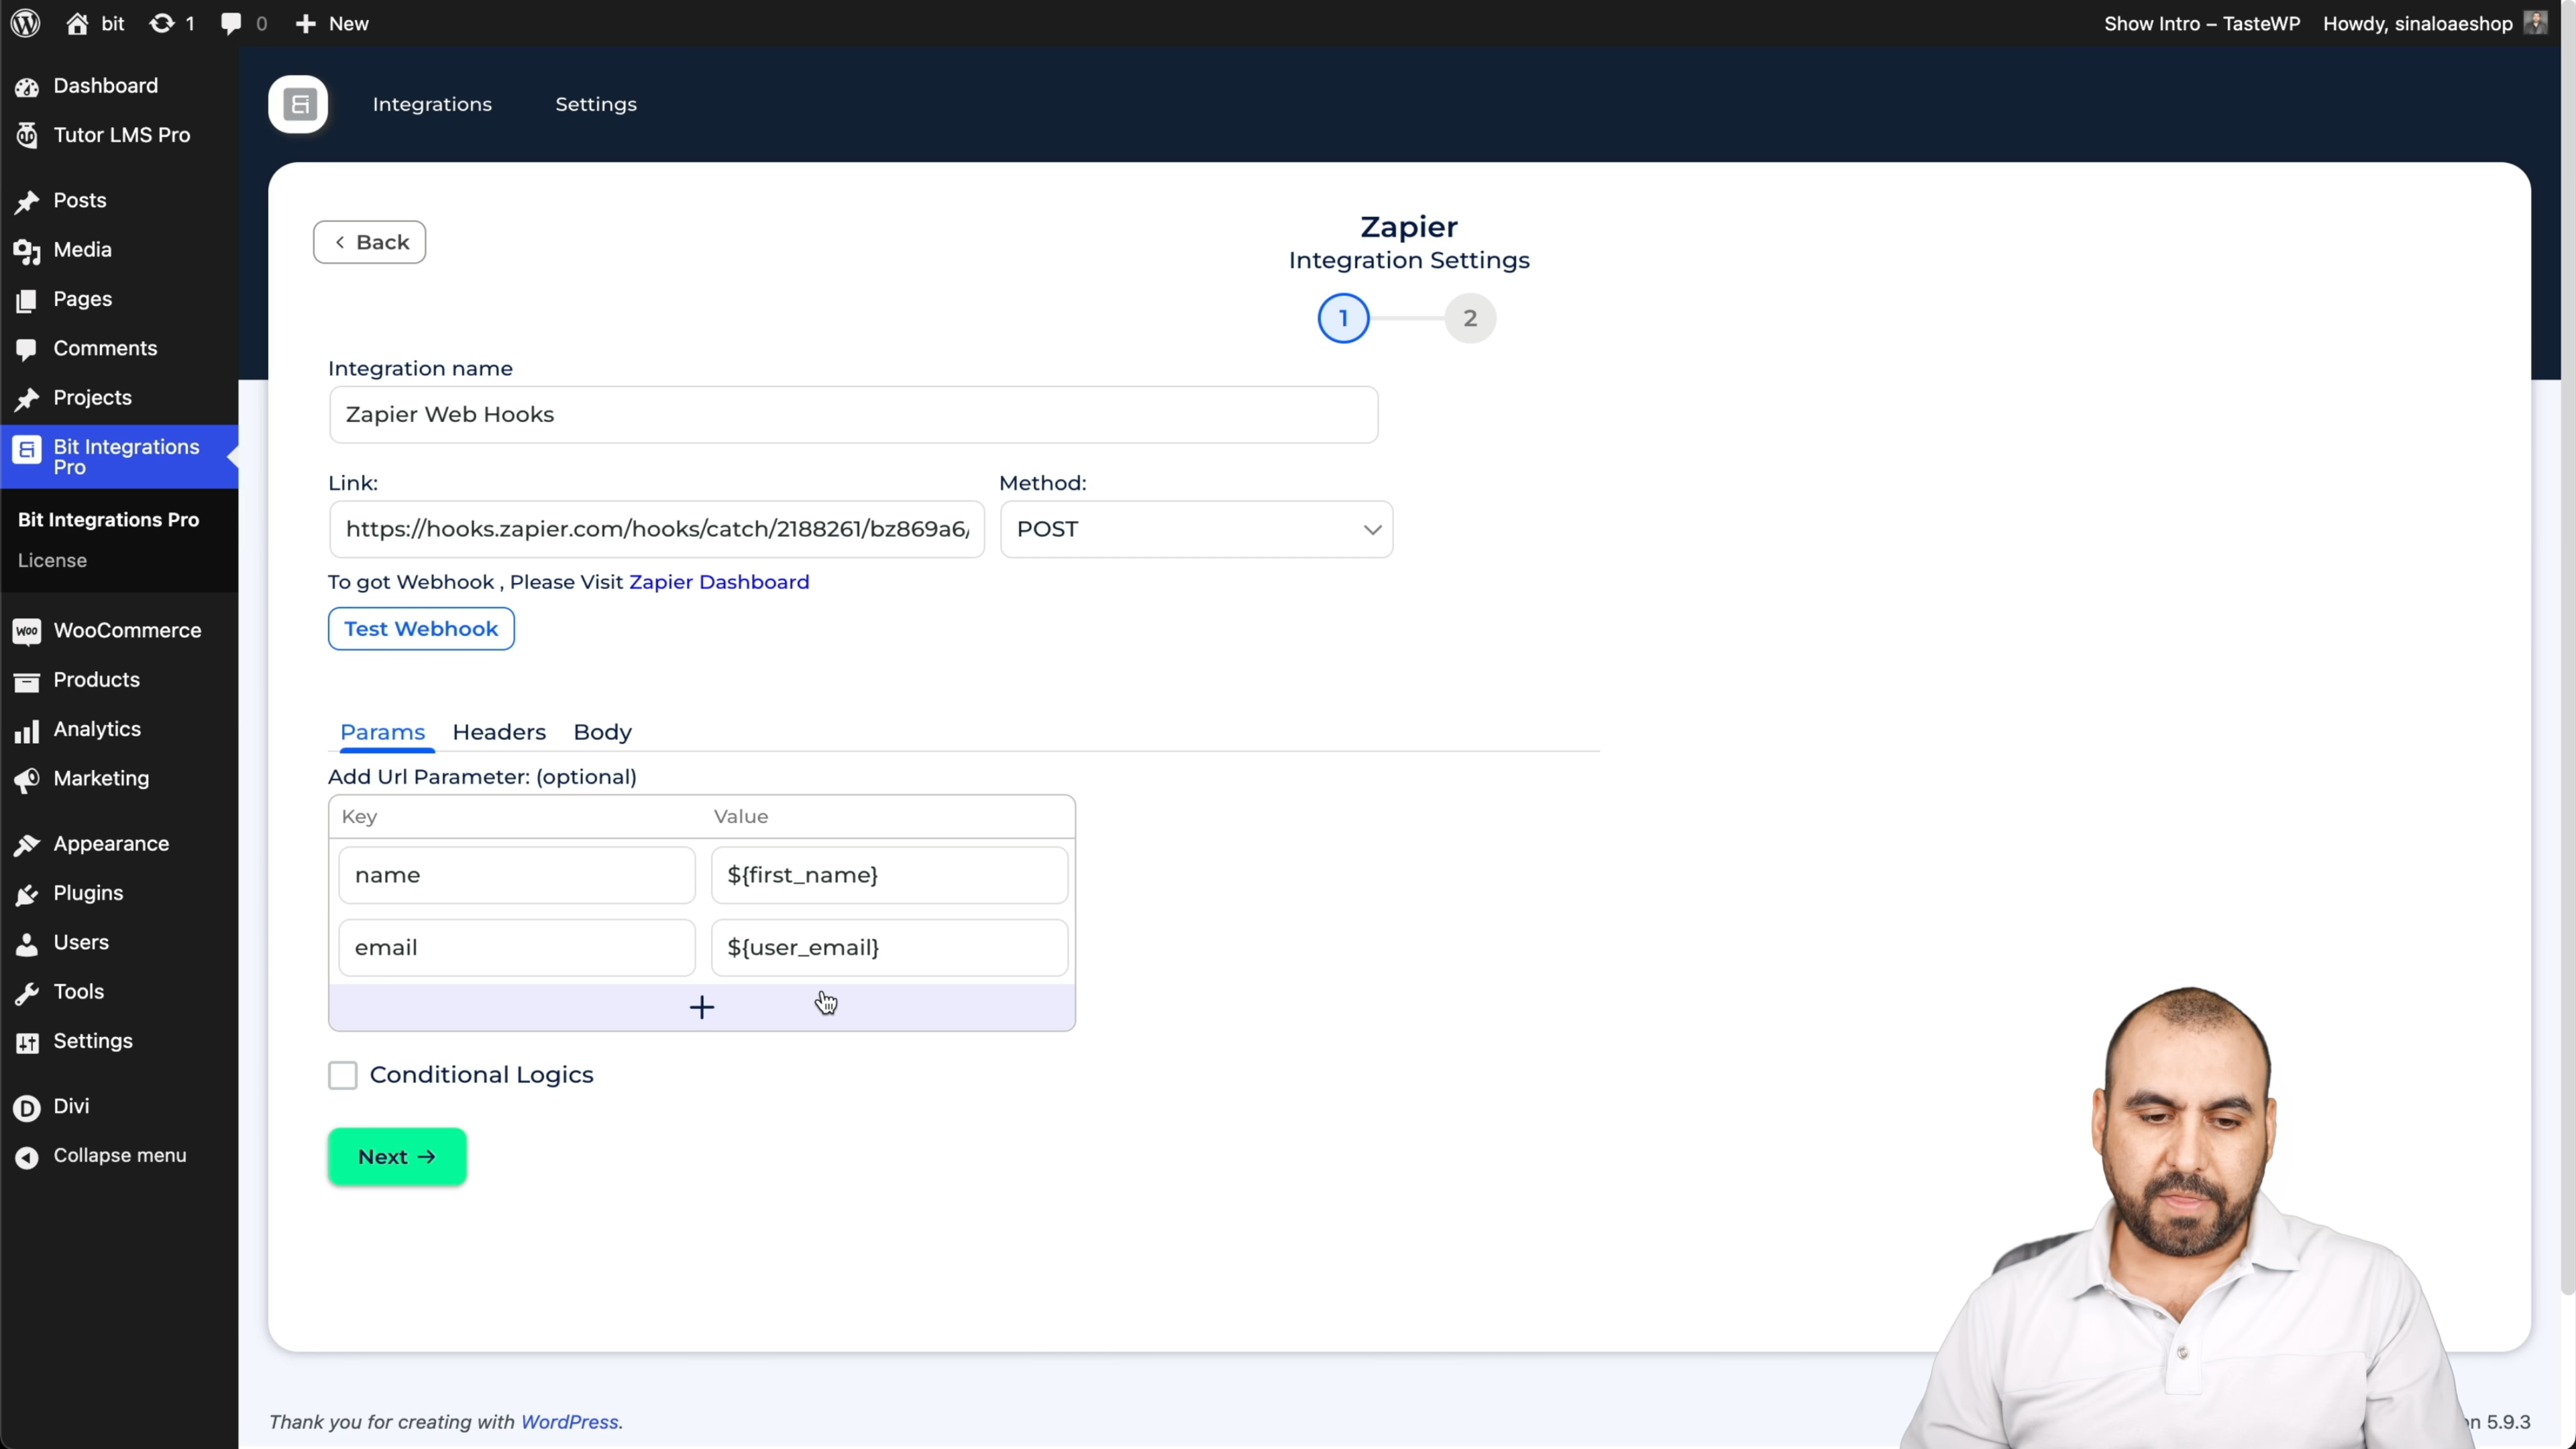 bit
1
0
New
Show Intro – TasteWP
Howdy, sinaloaeshop
Dashboard
Tutor LMS Pro
Posts
Media
Pages
Comments
Projects
Bit Integrations
Pro
Bit Integrations Pro
License
WooCommerce
Products
Analytics
Marketing
Appearance
Plugins
Users
Tools
Settings
Divi
Collapse menu
Integrations
Settings
Back
Zapier
Integration Settings
1
2
Integration name
Zapier Web Hooks
Link:
Method:
https://hooks.zapier.com/hooks/catch/2188261/bz869a6/
POST
To got Webhook , Please Visit Zapier Dashboard
Test Webhook
Params
Headers
Body
Add Url Parameter: (optional)
Key
Value
name
${first_name}
email
${user_email}
Conditional Logics
Next →
Thank you for creating with WordPress.
5.9.3